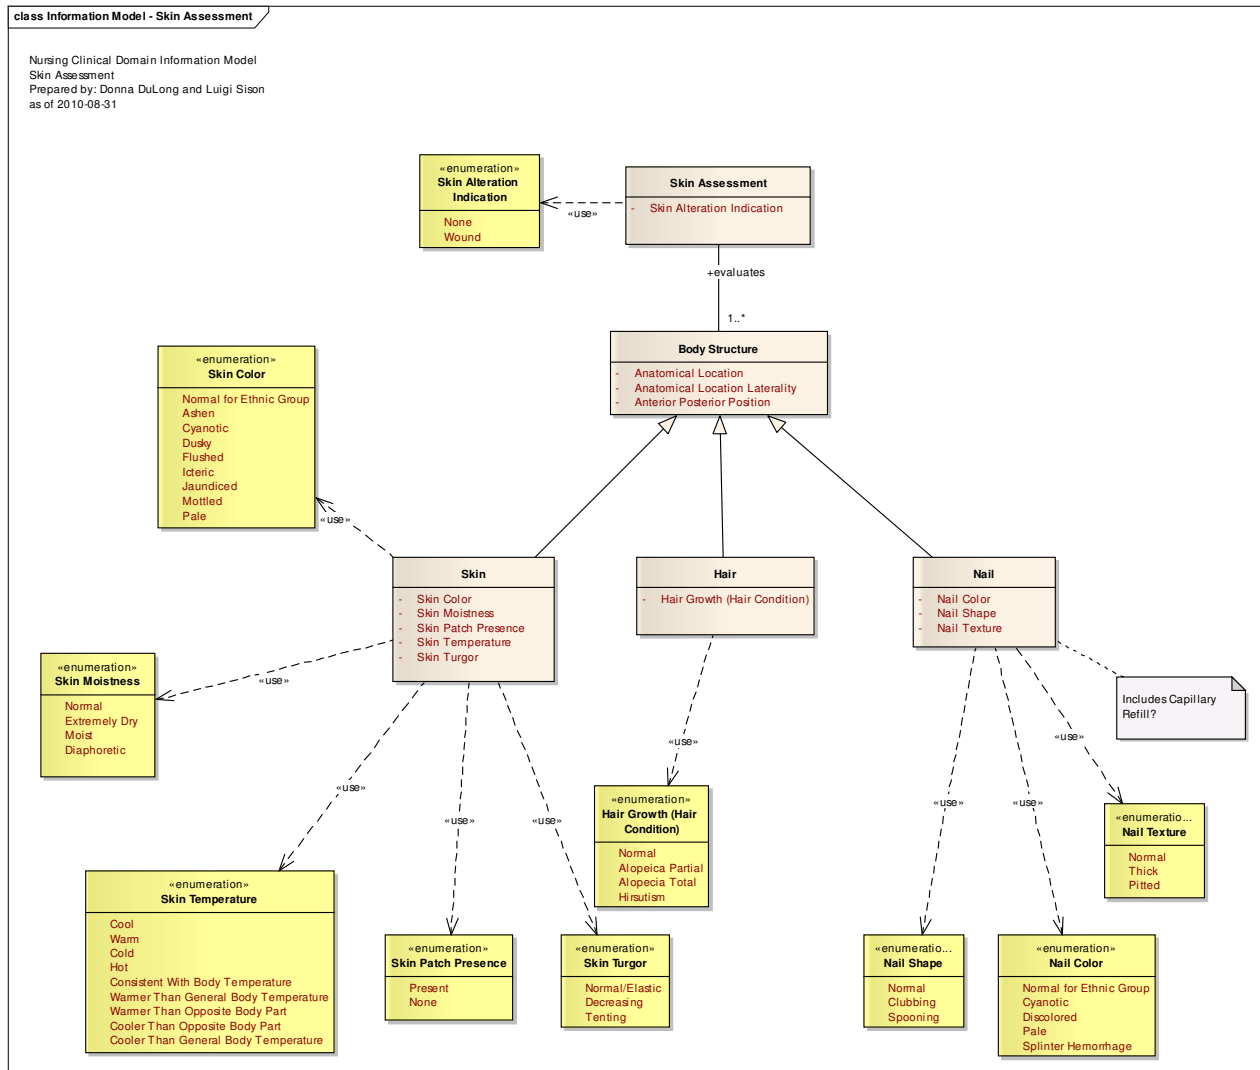 class Information Model - Skin Assessment
Nursing Clinical Domain Information Model
Skin Assessment
Prepared by: Donna DuLong and Luigi Sison
as of 2010-08-31
«enumeration»
Skin Alteration
Indication
None
Wound
«use»
Skin Assessment
- Skin Alteration Indication
+evaluates
1..*
Body Structure
- Anatomical Location
- Anatomical Location Laterality
- Anterior Posterior Position
«enumeration»
Skin Color
Normal for Ethnic Group
Ashen
Cyanotic
Dusky
Flushed
Icteric
Jaundiced
Mottled
Pale
«use»
Skin
- Skin Color
- Skin Moistness
- Skin Patch Presence
- Skin Temperature
- Skin Turgor
Hair
- Hair Growth (Hair Condition)
Nail
- Nail Color
- Nail Shape
- Nail Texture
Includes Capillary
Refill?
«enumeration»
Skin Moistness
Normal
Extremely Dry
Moist
Diaphoretic
«use»
«use»
«use»
«use»
«use»
«use»
«use»
«use»
«enumeration»
Skin Temperature
Cool
Warm
Cold
Hot
Consistent With Body Temperature
Warmer Than General Body Temperature
Warmer Than Opposite Body Part
Cooler Than Opposite Body Part
Cooler Than General Body Temperature
«enumeration»
Skin Patch Presence
Present
None
«enumeration»
Skin Turgor
Normal/Elastic
Decreasing
Tenting
«enumeration»
Hair Growth (Hair
Condition)
Normal
Alopeica Partial
Alopecia Total
Hirsutism
«enumeratio...
Nail Shape
Normal
Clubbing
Spooning
«enumeration»
Nail Color
Normal for Ethnic Group
Cyanotic
Discolored
Pale
Splinter Hemorrhage
«enumeratio...
Nail Texture
Normal
Thick
Pitted